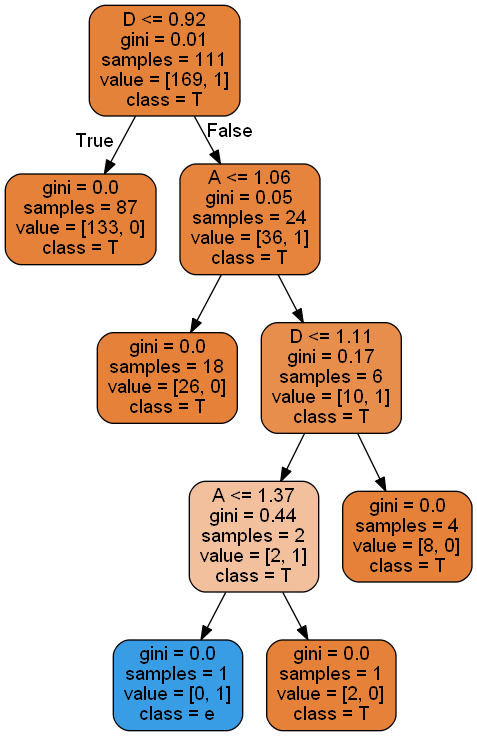 D <= 0.92
gini = 0.01
samples = 111
value = [169, 1]
class = T
True
False
gini = 0.0
samples = 87
value = [133, 0]
class = T
A <= 1.06
gini = 0.05
samples = 24
value = [36, 1]
class = T
gini = 0.0
samples = 18
value = [26, 0]
class = T
D <= 1.11
gini = 0.17
samples = 6
value = [10, 1]
class = T
A <= 1.37
gini = 0.44
samples = 2
value = [2, 1]
class = T
gini = 0.0
samples = 4
value = [8, 0]
class = T
gini = 0.0
samples = 1
value = [0, 1]
class = e
gini = 0.0
samples = 1
value = [2, 0]
class = T